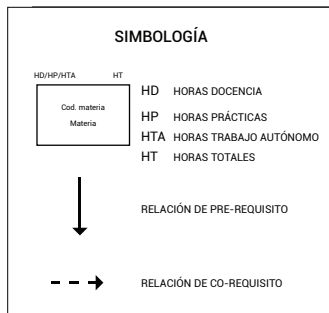 SIMBOLOGÍA
HD/HP/HTA HT
Cod. materia
Materia
HD HORAS DOCENCIA
HP HORAS PRÁCTICAS
HTA HORAS TRABAJO AUTÓNOMO
HT HORAS TOTALES
RELACIÓN DE PRE-REQUISITO
RELACIÓN DE CO-REQUISITO